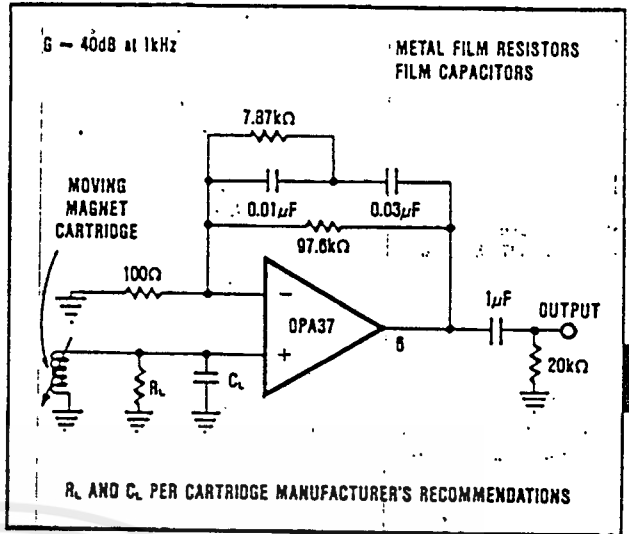 G ~ 40dB at 1kHz
METAL FILM RESISTORS
FILM CAPACITORS
7.87kΩ
MOVING
MAGNET
CARTRIDGE
0.01µF
0.03µF
97.6kΩ
100Ω
−
OPA37
+
6
1µF
OUTPUT
20kΩ
RL
CL
RL AND CL PER CARTRIDGE MANUFACTURER'S RECOMMENDATIONS